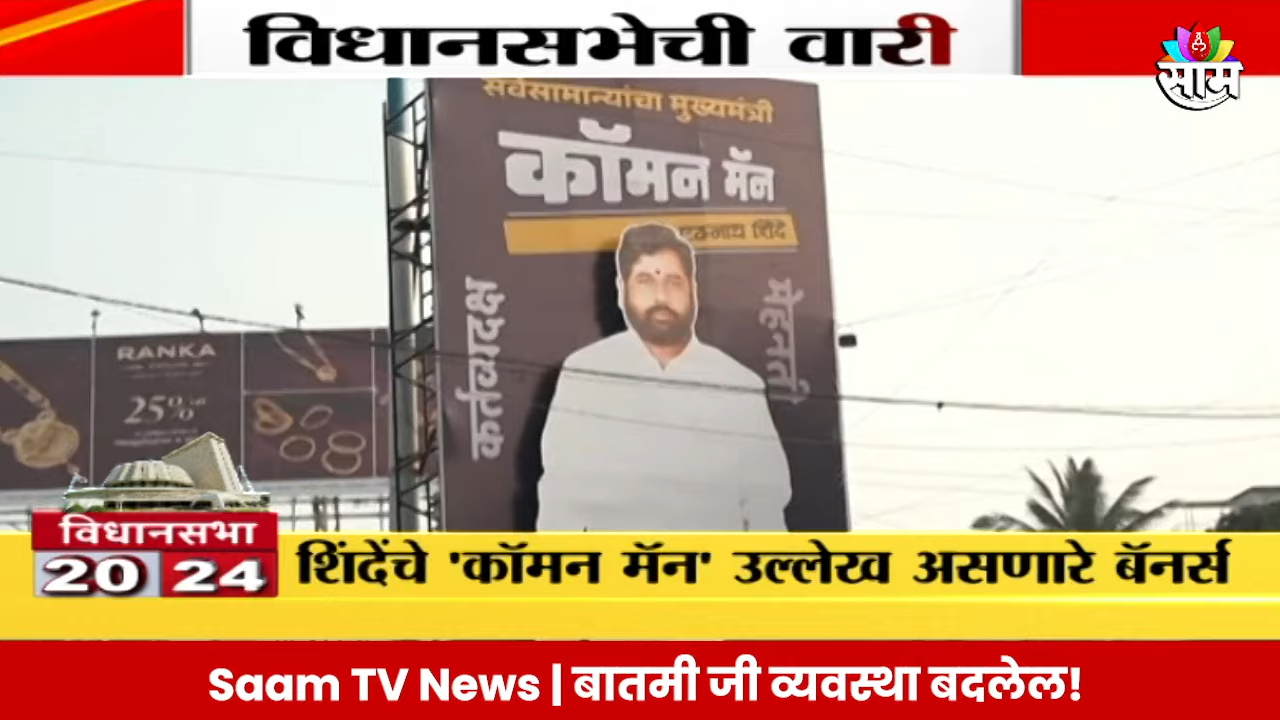 विधानसभेची वारी
साम
सर्वसामान्यांचा मुख्यमंत्री
कॉमन मॅन
एकनाथ शिंदे
कर्तव्यदक्ष
मेहनती
RANKA
25%
विधानसभा
2024
शिंदेंचे 'कॉमन मॅन' उल्लेख असणारे बॅनर्स
Saam TV News | बातमी जी व्यवस्था बदलेल!